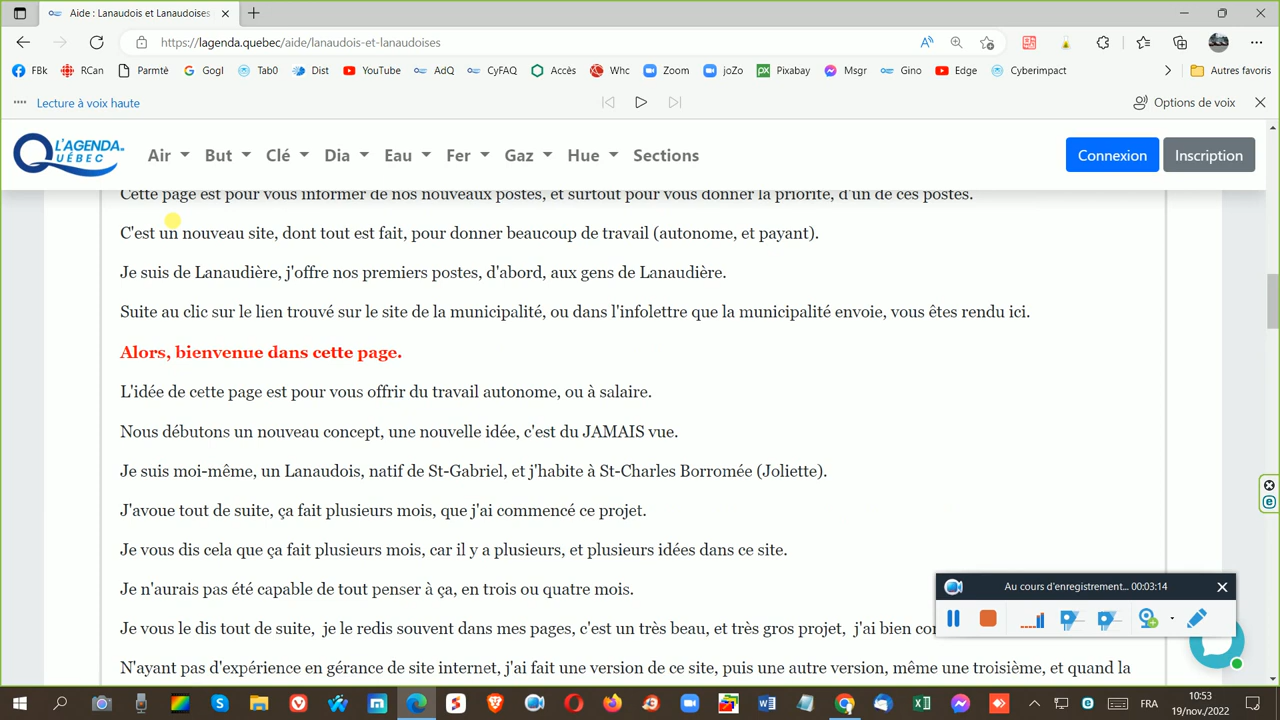 Aide : Lanaudois et Lanaudoises
https://lagenda.quebec/aide/lanaudois-et-lanaudoises
FBk RCan Parmtè Gogl Tab0 Dist YouTube AdQ CyFAQ Accès Whc Zoom joZo Pixabay Msgr Gino Edge Cyberimpact Autres favoris
Lecture à voix haute Options de voix
L'AGENDA QUÉBEC Air But Clé Dia Eau Fer Gaz Hue Sections Connexion Inscription
Cette page est pour vous informer de nos nouveaux postes, et surtout pour vous donner la priorité, d'un de ces postes.
C'est un nouveau site, dont tout est fait, pour donner beaucoup de travail (autonome, et payant).
Je suis de Lanaudière, j'offre nos premiers postes, d'abord, aux gens de Lanaudière.
Suite au clic sur le lien trouvé sur le site de la municipalité, ou dans l'infolettre que la municipalité envoie, vous êtes rendu ici.
Alors, bienvenue dans cette page.
L'idée de cette page est pour vous offrir du travail autonome, ou à salaire.
Nous débutons un nouveau concept, une nouvelle idée, c'est du JAMAIS vue.
Je suis moi-même, un Lanaudois, natif de St-Gabriel, et j'habite à St-Charles Borromée (Joliette).
J'avoue tout de suite, ça fait plusieurs mois, que j'ai commencé ce projet.
Je vous dis cela que ça fait plusieurs mois, car il y a plusieurs, et plusieurs idées dans ce site.
Je n'aurais pas été capable de tout penser à ça, en trois ou quatre mois.
Au cours d'enregistrement... 00:03:14
Je vous le dis tout de suite, je le redis souvent dans mes pages, c'est un très beau, et très gros projet, j'ai bien
N'ayant pas d'expérience en gérance de site internet, j'ai fait une version de ce site, puis une autre version, même une troisième, et quand la
FRA
10:53
19/nov./2022